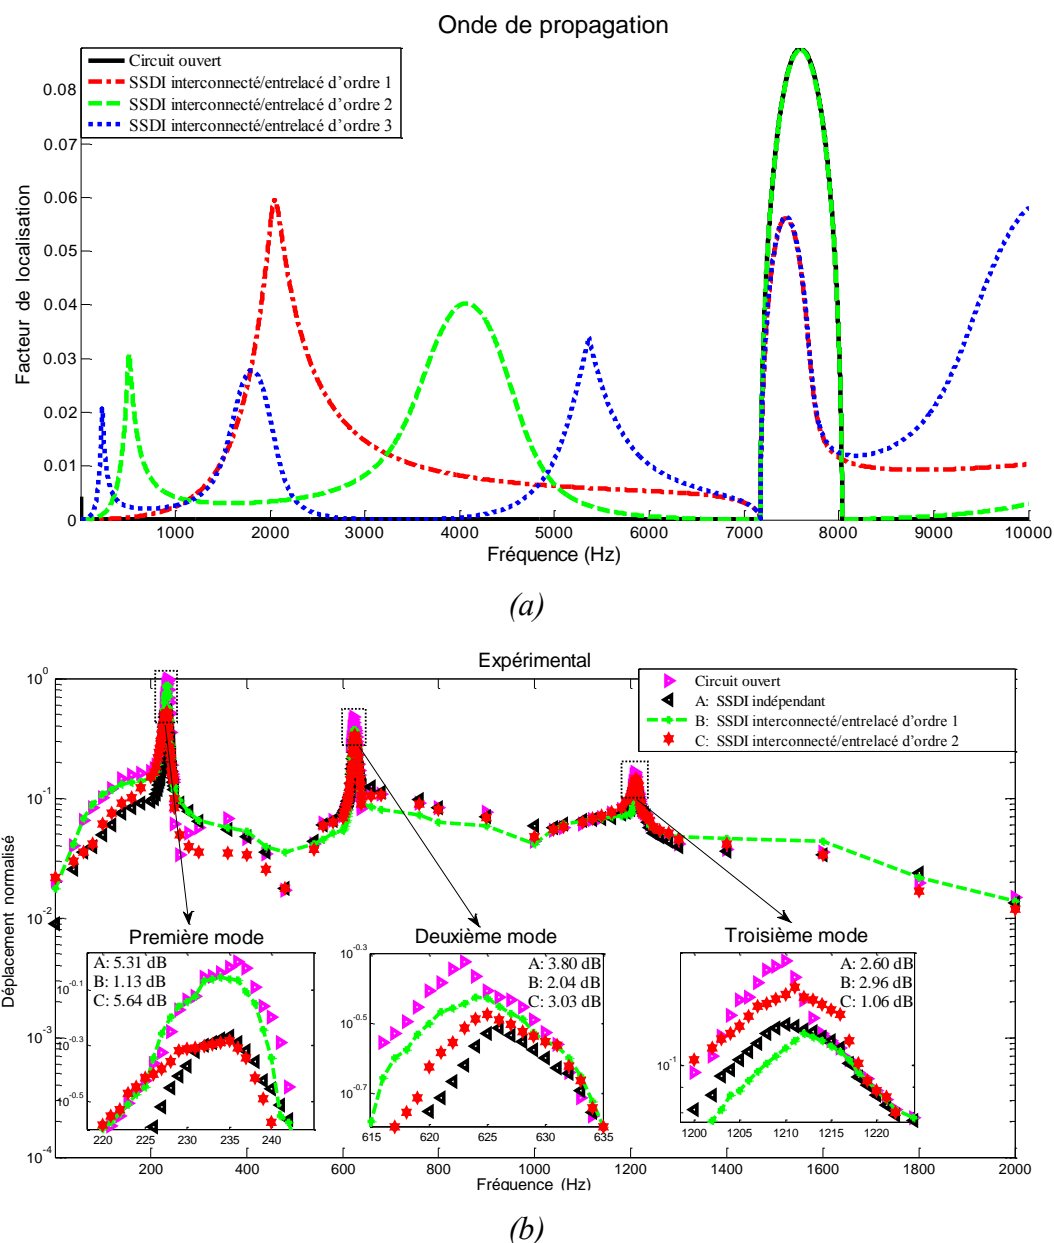 Onde de propagation
Circuit ouvert
SSDI interconnecté/entrelacé d'ordre 1
SSDI interconnecté/entrelacé d'ordre 2
SSDI interconnecté/entrelacé d'ordre 3
Facteur de localisation
0.08
0.07
0.06
0.05
0.04
0.03
0.02
0.01
0
1000 2000 3000 4000 5000 6000 7000 8000 9000 10000
Fréquence (Hz)
(a)
Expérimental
Circuit ouvert
A: SSDI indépendant
B: SSDI interconnecté/entrelacé d'ordre 1
C: SSDI interconnecté/entrelacé d'ordre 2
Déplacement normalisé
10^0
10^-1
10^-2
10^-3
10^-4
Première mode
A: 5.31 dB
B: 1.13 dB
C: 5.64 dB
10^-0.1
10^-0.3
10^-0.5
220 225 230 235 240
Deuxième mode
A: 3.80 dB
B: 2.04 dB
C: 3.03 dB
10^-0.3
10^-0.5
10^-0.7
615 620 625 630 635
Troisième mode
A: 2.60 dB
B: 2.96 dB
C: 1.06 dB
10^-1
1200 1205 1210 1215 1220
200 400 600 800 1000 1200 1400 1600 1800 2000
Fréquence (Hz)
(b)